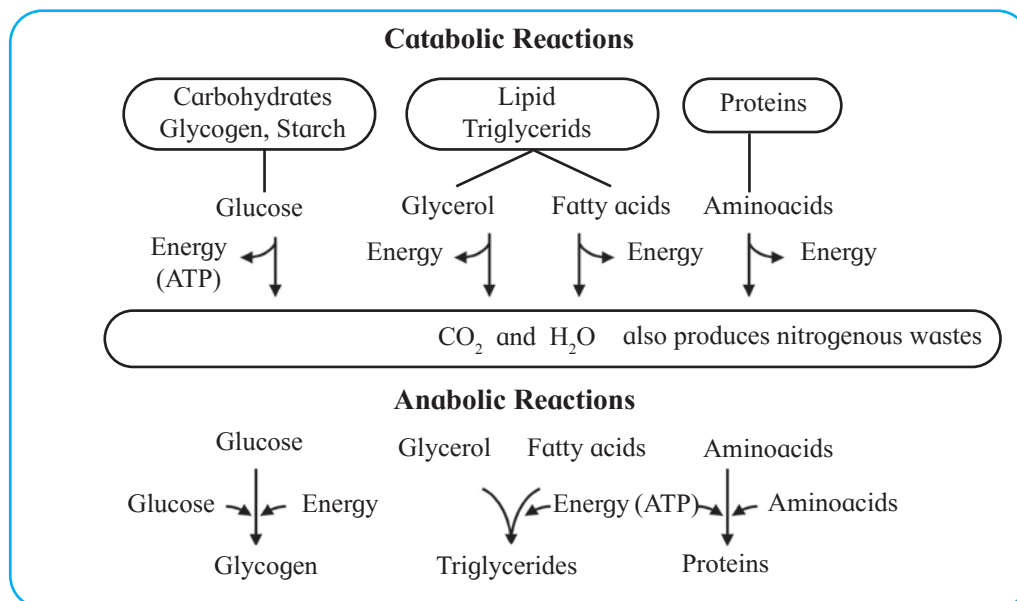 Catabolic Reactions
Carbohydrates
Glycogen, Starch
Lipid
Triglycerids
Proteins
Glucose
Glycerol
Fatty acids
Aminoacids
Energy
(ATP)
Energy
Energy
Energy
CO₂ and H₂O also produces nitrogenous wastes
Anabolic Reactions
Glucose
Glycerol
Fatty acids
Aminoacids
Glucose
Energy
Energy (ATP)
Aminoacids
Glycogen
Triglycerides
Proteins